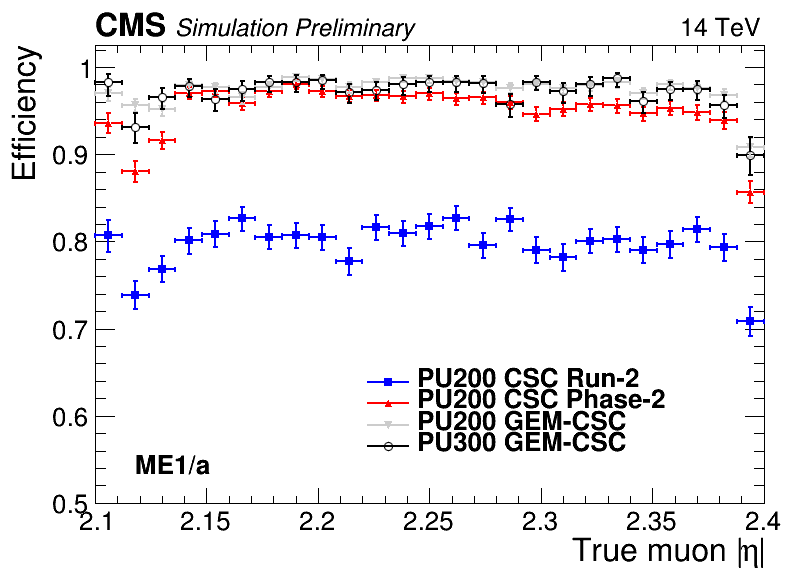 CMS Simulation Preliminary 14 TeV
Efficiency
1
0.9
0.8
0.7
0.6
0.5
PU200 CSC Run-2
PU200 CSC Phase-2
PU200 GEM-CSC
PU300 GEM-CSC
ME1/a
2.1 2.15 2.2 2.25 2.3 2.35 2.4
True muon |η|